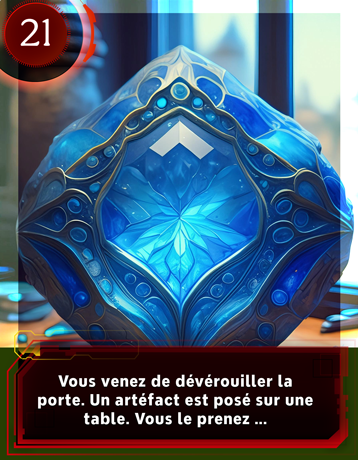 21
Vous venez de dévérouiller la
porte. Un artéfact est posé sur une
table. Vous le prenez ...